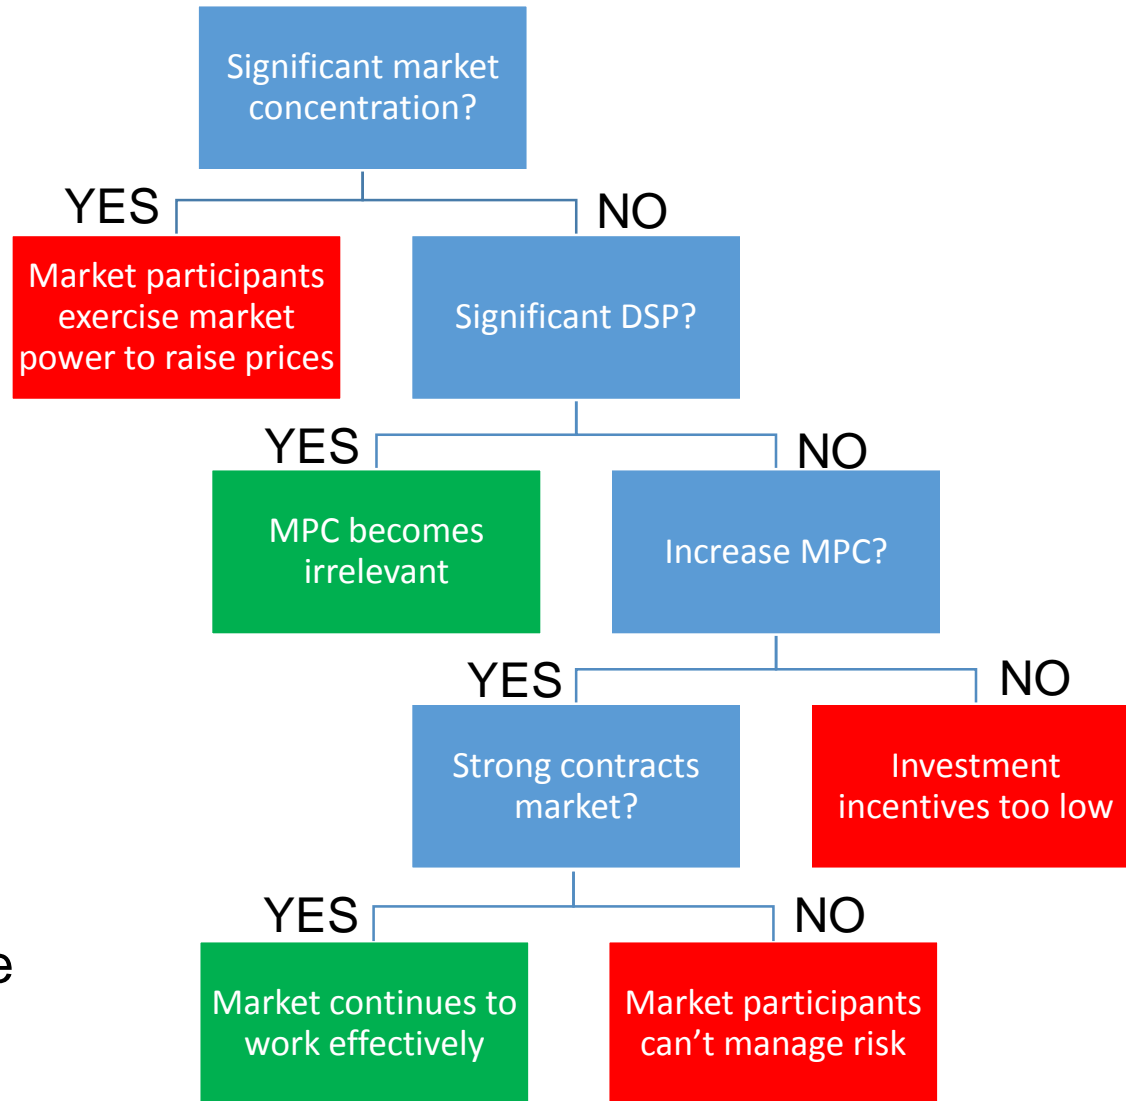 Significant market
concentration?
YES
NO
Market participants
exercise market
power to raise prices
Significant DSP?
YES
NO
MPC becomes
irrelevant
Increase MPC?
YES
NO
Strong contracts
market?
Investment
incentives too low
YES
NO
e
Market continues to
work effectively
Market participants
can’t manage risk